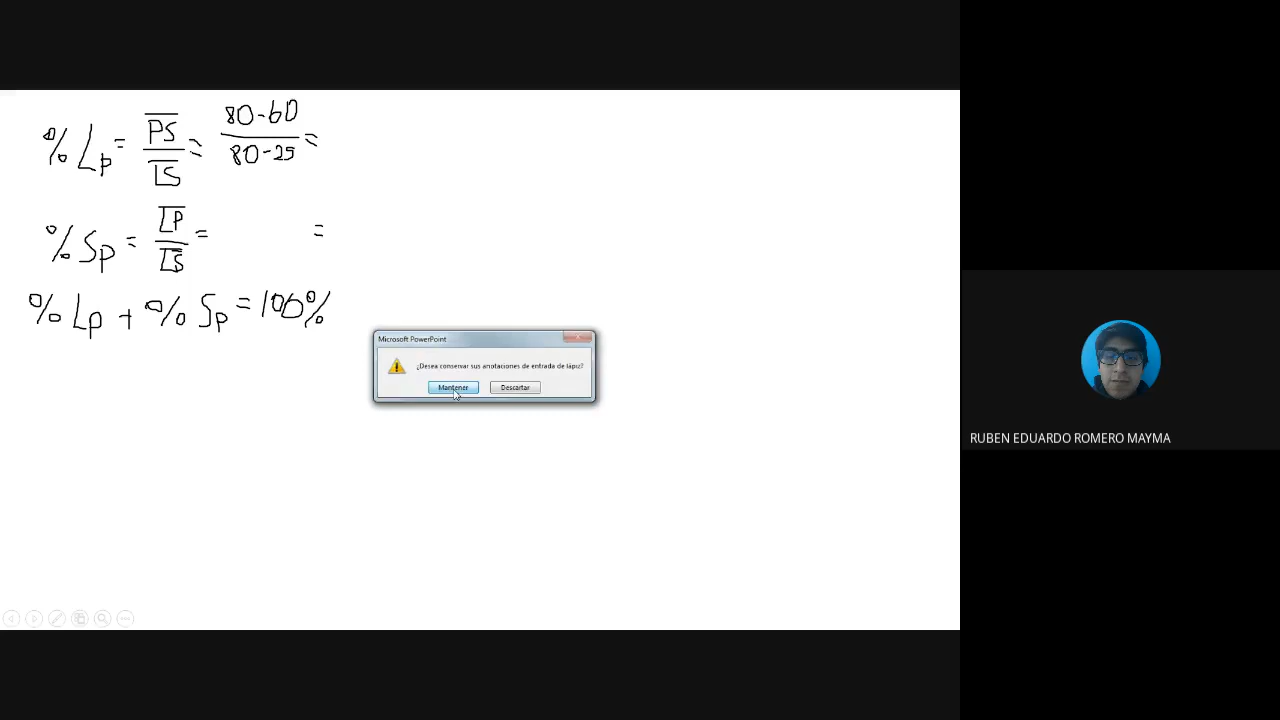 %Lp = PS / LS = 80-60 / 80-25 =
%Sp = LP / LS = =
%Lp + %Sp = 100%
Microsoft PowerPoint
¿Desea conservar sus anotaciones de entrada de lápiz?
Mantener Descartar
RUBEN EDUARDO ROMERO MAYMA